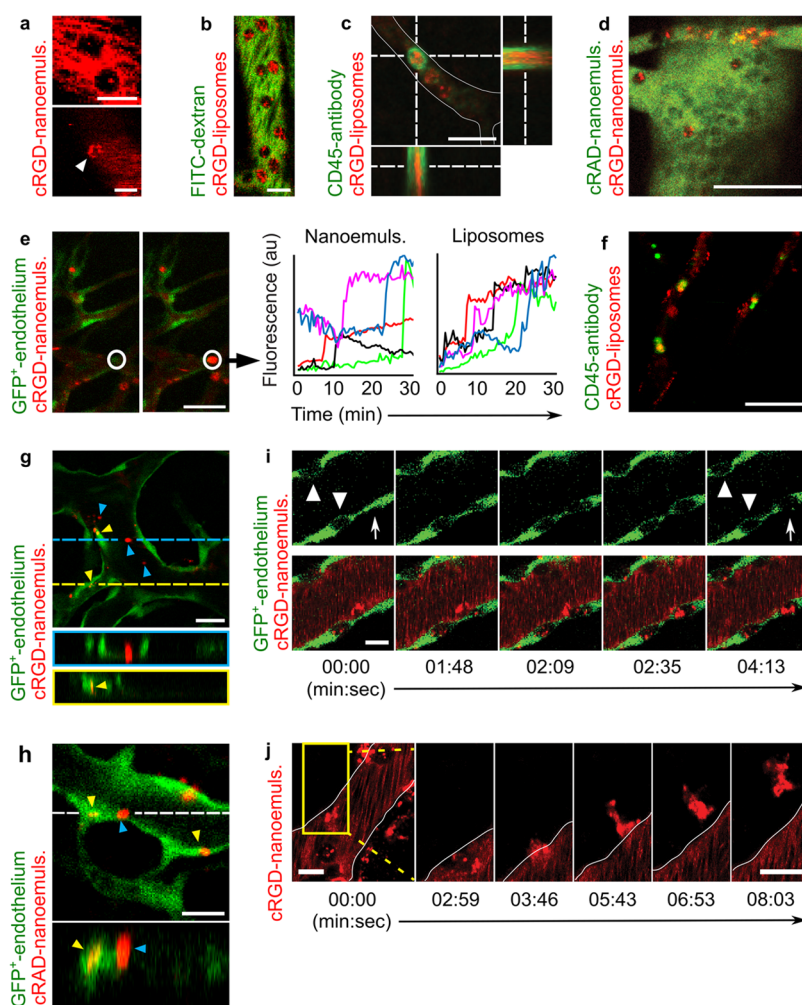 a
cRGD-nanoemuls.
b
FITC-dextran
cRGD-liposomes
c
CD45-antibody
cRGD-liposomes
d
cRAD-nanoemuls.
cRGD-liposomes
e
GFP⁺-endothelium
cRGD-nanoemuls.
Fluorescence (au)
Nanoemuls.
Liposomes
0 10 20 30
0 10 20 30
Time (min)
f
CD45-antibody
cRGD-liposomes
g
GFP⁺-endothelium
cRGD-nanoemuls.
GFP⁺-endothelium
cRGD-nanoemuls.
i
GFP⁺-endothelium
cRGD-nanoemuls.
00:00 01:48 02:09 02:35 04:13
(min:sec)
h
GFP⁺-endothelium
cRAD-nanoemuls.
j
cRGD-nanoemuls.
00:00 02:59 03:46 05:43 06:53 08:03
(min:sec)